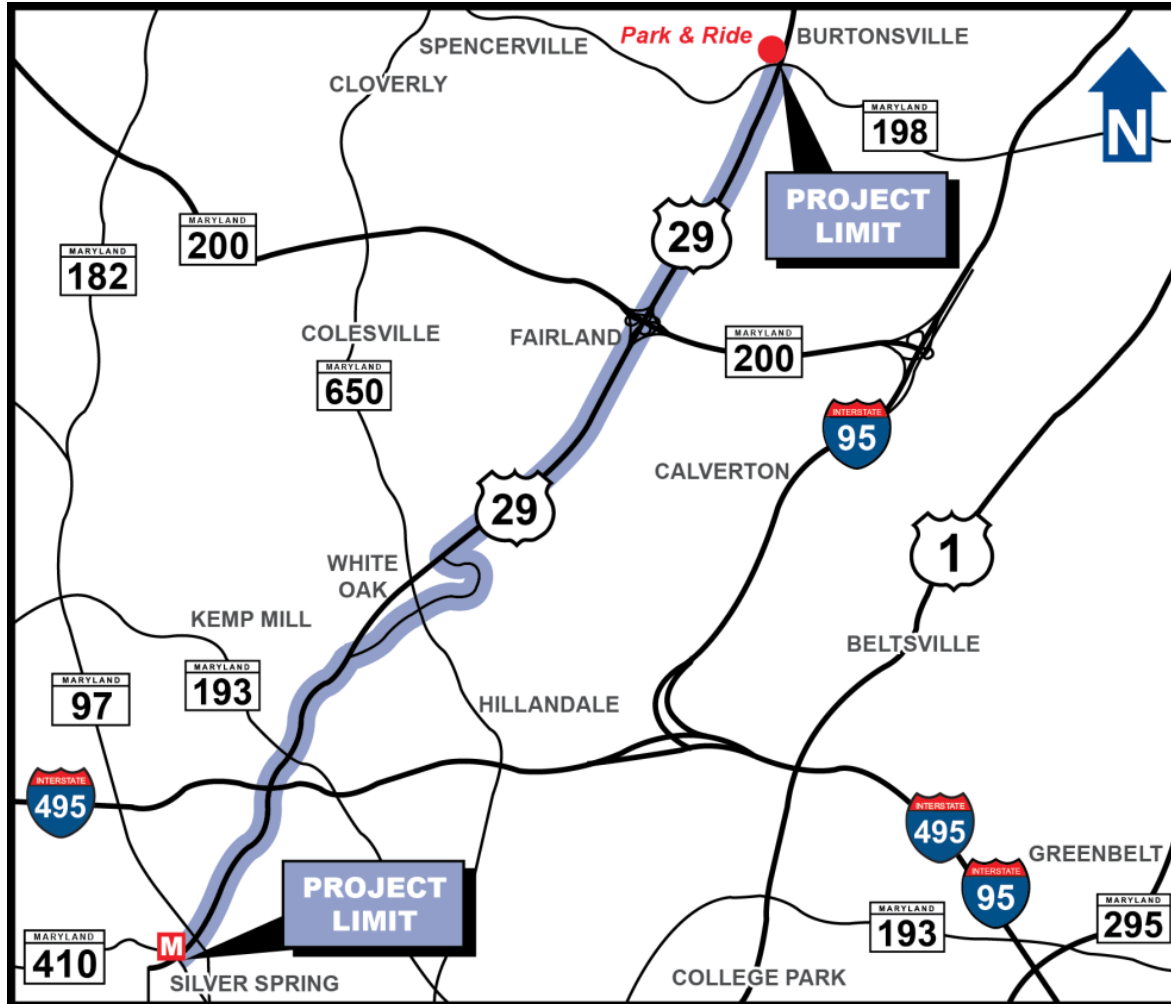 Park & Ride
BURTONSVILLE
SPENCERVILLE
CLOVERLY
MARYLAND
198
N
PROJECT
LIMIT
MARYLAND
200
29
MARYLAND
182
COLESVILLE
FAIRLAND
MARYLAND
200
MARYLAND
650
INTERSTATE
95
CALVERTON
29
1
WHITE
OAK
KEMP MILL
BELTSVILLE
MARYLAND
97
MARYLAND
193
HILLANDALE
INTERSTATE
495
INTERSTATE
495
GREENBELT
INTERSTATE
95
PROJECT
LIMIT
MARYLAND
193
MARYLAND
295
M
MARYLAND
410
SILVER SPRING
COLLEGE PARK